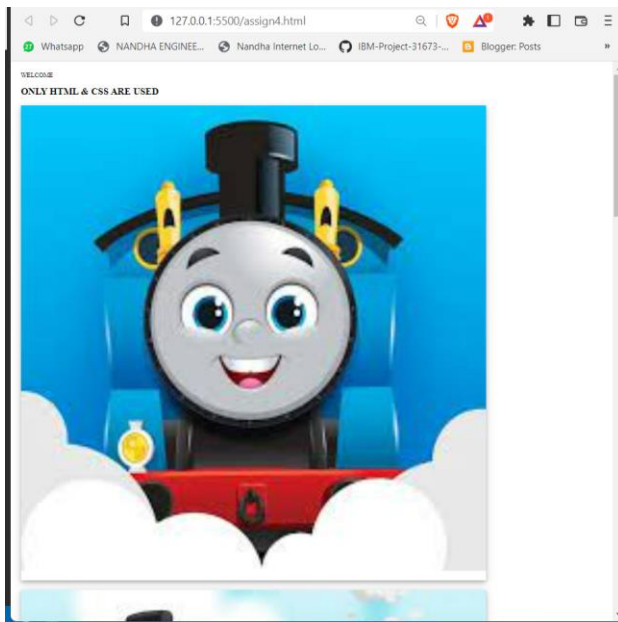 127.0.0.1:5500/assign4.html
Whatsapp NANDHA ENGINEE... Nandha Internet Lo... IBM-Project-31673-... Blogger: Posts »
WELCOME
ONLY HTML & CSS ARE USED